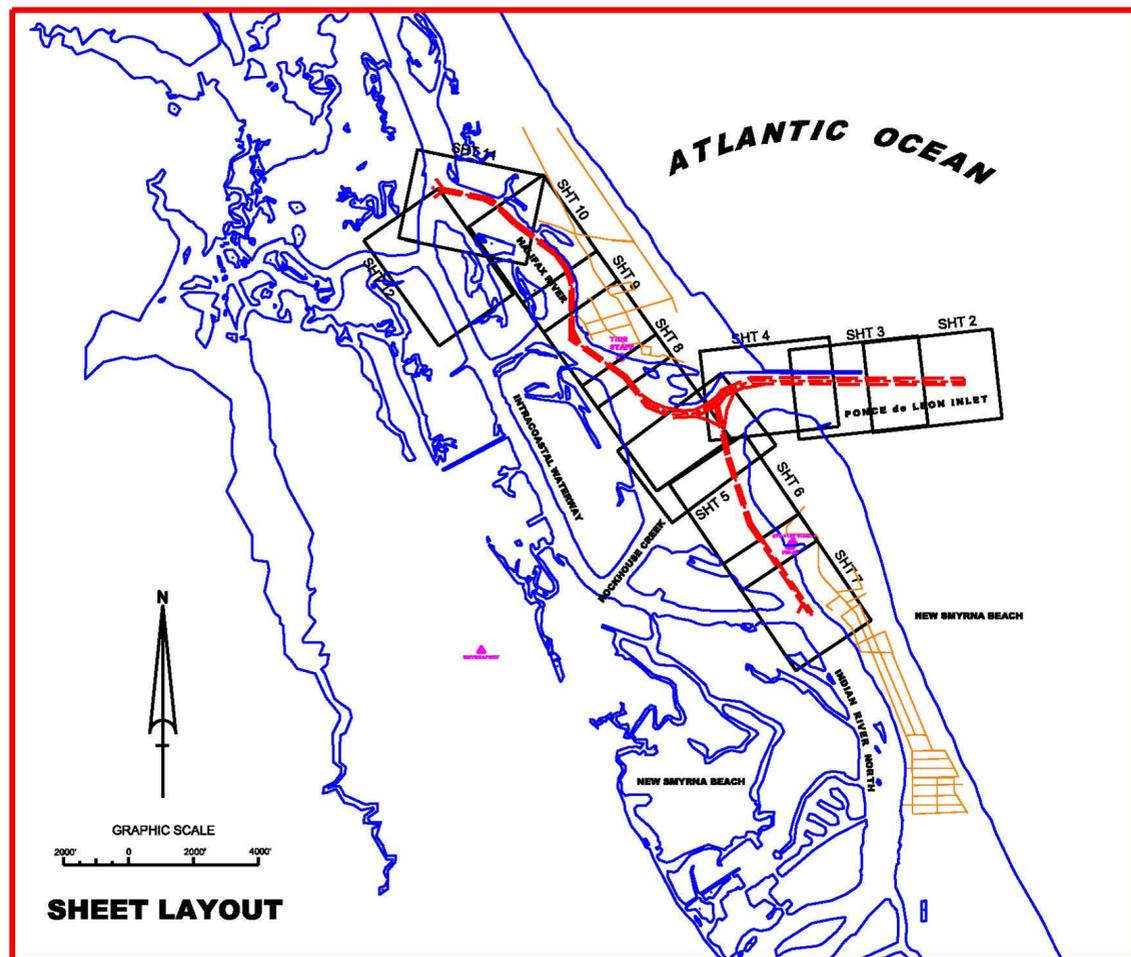 ATLANTIC OCEAN
SHT 11
SHT 10
SHT 9
SHT 12
HALIFAX RIVER
SHT 8
TIDE
STAFF
SHT 4
SHT 3
SHT 2
PONCE de LEON INLET
INTRACOASTAL WATERWAY
SHT 6
SHT 5
ROCKHOUSE CREEK
SHT 7
N
NEW SMYRNA BEACH
INDIAN RIVER NORTH
NEW SMYRNA BEACH
GRAPHIC SCALE
2000' 0 2000' 4000'
SHEET LAYOUT